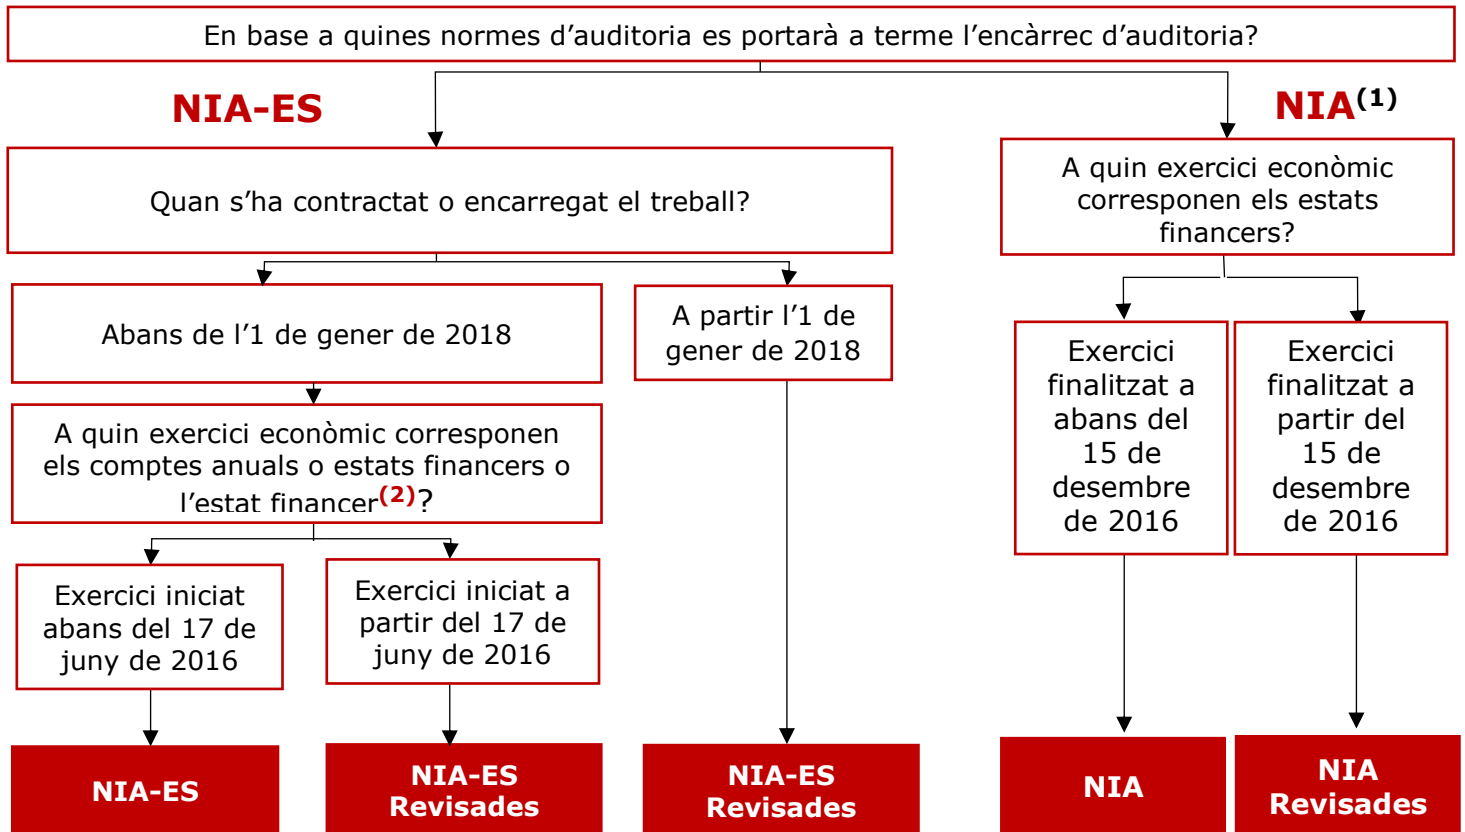 En base a quines normes d’auditoria es portarà a terme l’encàrrec d’auditoria?
NIA-ES
NIA(1)
Quan s’ha contractat o encarregat el treball?
A quin exercici econòmic
corresponen els estats
financers?
Abans de l’1 de gener de 2018
A partir l’1 de
gener de 2018
A quin exercici econòmic corresponen
els comptes anuals o estats financers o
l’estat financer(2)?
Exercici iniciat
abans del 17 de
juny de 2016
Exercici iniciat a
partir del 17 de
juny de 2016
Exercici
finalitzat a
abans del
15 de
desembre
de 2016
Exercici
finalitzat a
partir del
15 de
desembre
de 2016
NIA-ES
NIA-ES
Revisades
NIA-ES
Revisades
NIA
NIA
Revisades